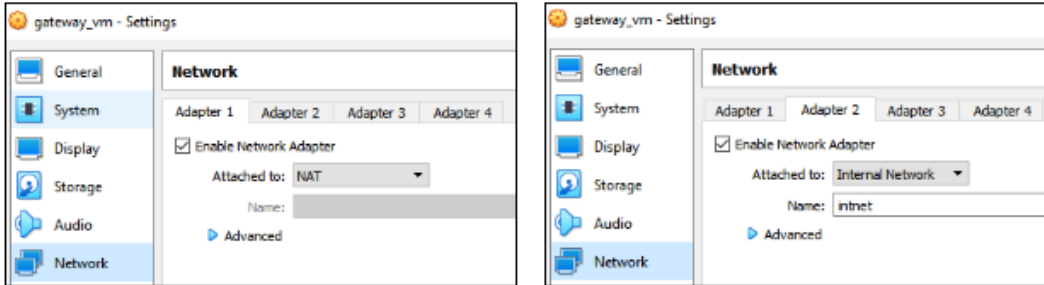 gateway_vm - Settings
General
System
Display
Storage
Audio
Network
Network
Adapter 1 Adapter 2 Adapter 3 Adapter 4
Enable Network Adapter
Attached to: NAT
Name:
Advanced
gateway_vm - Settings
General
System
Display
Storage
Audio
Network
Network
Adapter 1 Adapter 2 Adapter 3 Adapter 4
Enable Network Adapter
Attached to: Internal Network
Name: intnet
Advanced